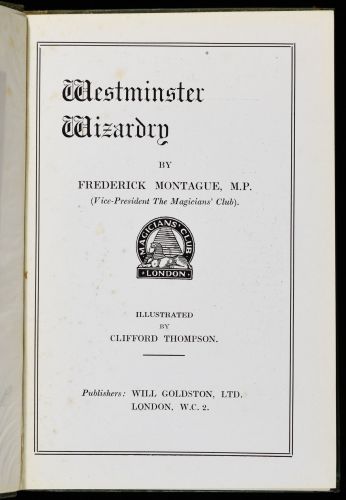 Westminster
Wizardry
BY
FREDERICK MONTAGUE, M.P.
(Vice-President The Magicians' Club).
MAGICIANS' CLUB
LONDON
ILLUSTRATED
BY
CLIFFORD THOMPSON.
Publishers: WILL GOLDSTON, LTD.
LONDON, W.C. 2.